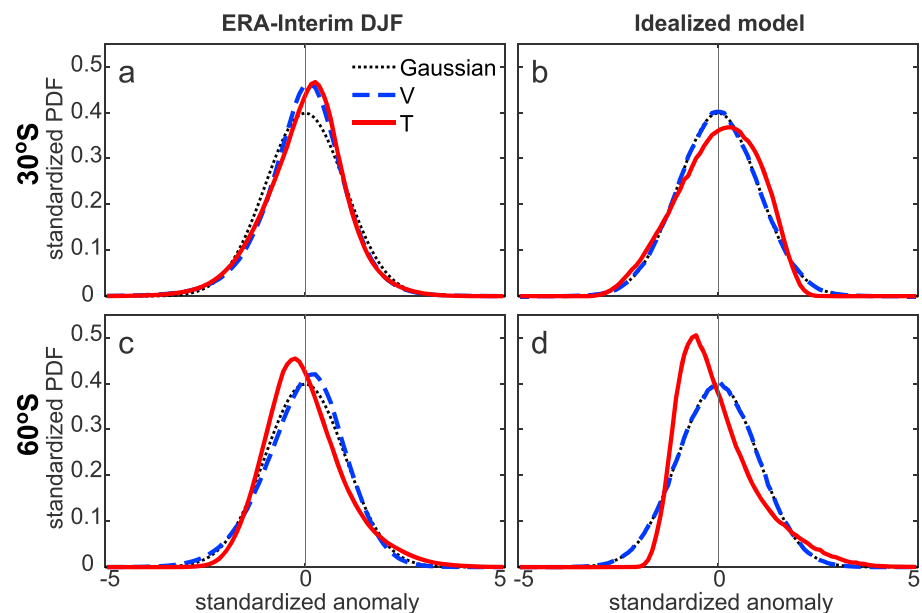 ERA-Interim DJF
Idealized model
30ºS
standardized PDF
0.5
0.4
0.3
0.2
0.1
0
a
Gaussian
V
T
b
60ºS
standardized PDF
0.5
0.4
0.3
0.2
0.1
0
c
d
-5
0
5
-5
0
5
standardized anomaly
standardized anomaly